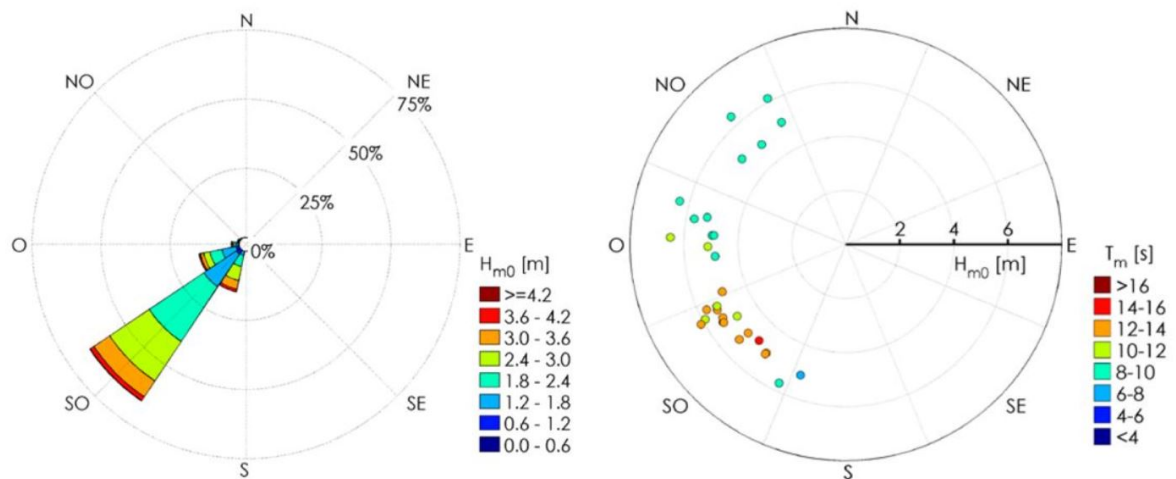 N
NO
NE
75%
50%
25%
O
0%
E
SO
SE
S
H_m0 [m]
>=4.2
3.6 - 4.2
3.0 - 3.6
2.4 - 3.0
1.8 - 2.4
1.2 - 1.8
0.6 - 1.2
0.0 - 0.6
N
NO
NE
O
2
4
6
E
H_m0 [m]
SO
SE
S
T_m [s]
>16
14-16
12-14
10-12
8-10
6-8
4-6
<4